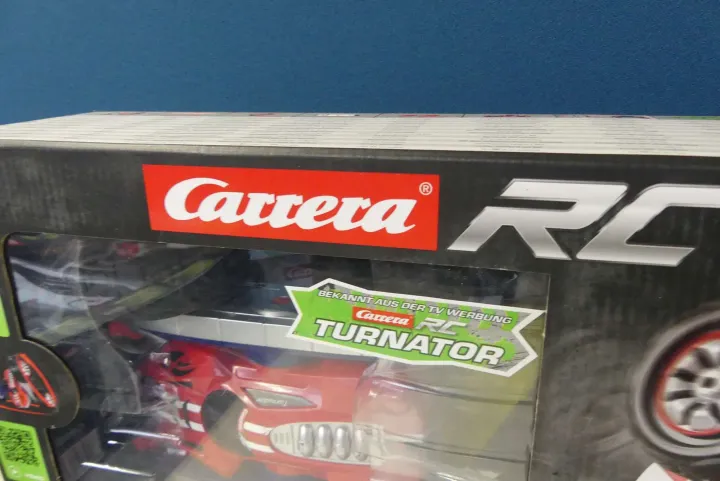 Carrera® RC
BEKANNT AUS DER TV WERBUNG
Carrera RC
TURNATOR